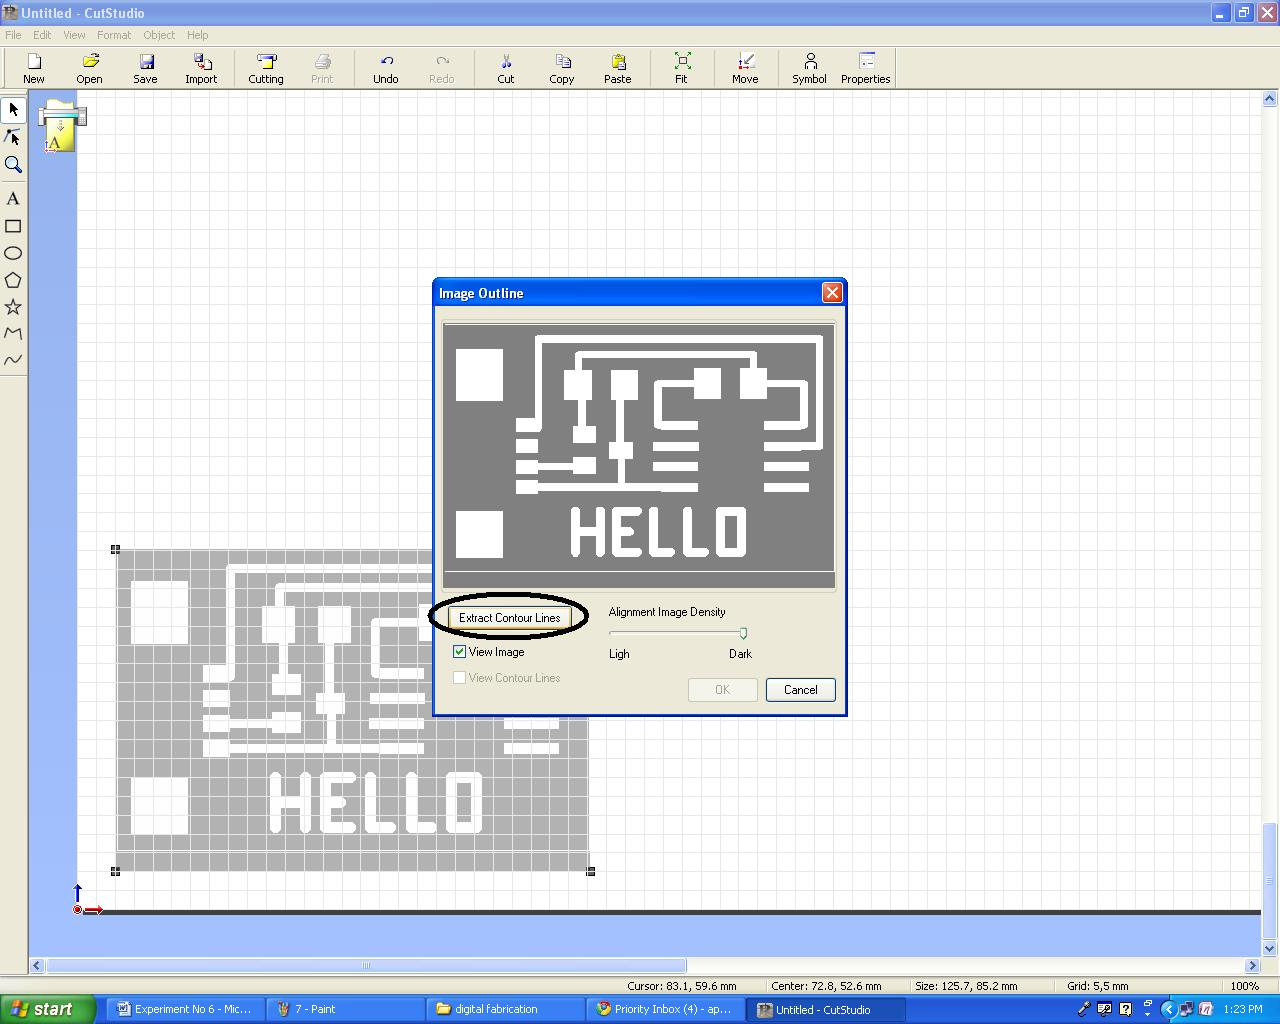 Untitled - CutStudio
File Edit View Format Object Help
New Open Save Import Cutting Print Undo Redo Cut Copy Paste Fit Move Symbol Properties
A
A
Image Outline
HELLO
Extract Contour Lines
Alignment Image Density
View Image
Ligh Dark
View Contour Lines
OK Cancel
HELLO
Cursor: 83.1, 59.6 mm Center: 72.8, 52.6 mm Size: 125.7, 85.2 mm Grid: 5,5 mm 100%
start Experiment No 6 - Mic... 7 - Paint digital fabrication Priority Inbox (4) - ap... Untitled - CutStudio 1:23 PM